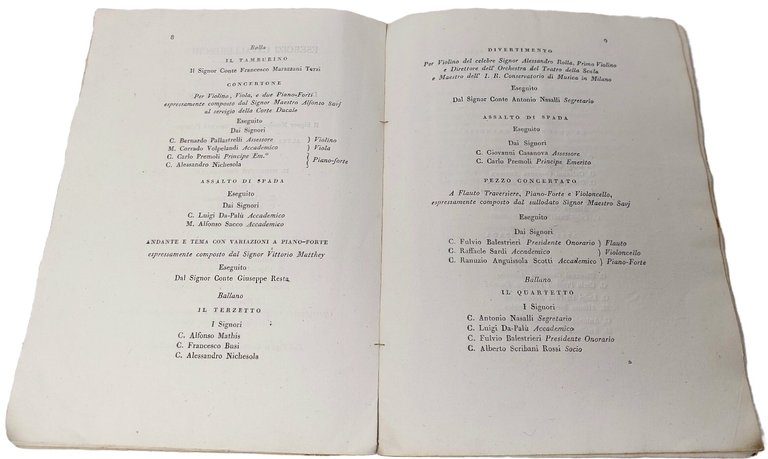 8
Balla
IL TAMBURINO
Il Signor Conte Francesco Marazzani Terzi
CONCERTONE
Per Violino, Viola, e due Piano-Forti
espressamente composto dal Signor Maestro Alfonso Savj
al servigio della Corte Ducale
Eseguito
Dai Signori
C. Bernardo Pallastrelli Assessore } Violino
M. Corrado Volpelandi Accademico } Viola
C. Carlo Premoli Principe Em.º } Piano-forte
C. Alessandro Nichesola
ASSALTO DI SPADA
Eseguito
Dai Signori
C. Luigi Da-Palù Accademico
M. Alfonso Sacco Accademico
ANDANTE E TEMA CON VARIAZIONI A PIANO-FORTE
espressamente composto dal Signor Vittorio Matthey
Eseguito
Dal Signor Conte Giuseppe Resta
Ballano
IL TERZETTO
I Signori
C. Alfonso Mathis
C. Francesco Busi
C. Alessandro Nichesola
9
DIVERTIMENTO
Per Violino del celebre Signor Alessandro Rolla, Primo Violino
e Direttore dell' Orchestra del Teatro della Scala
e Maestro dell' I. R. Conservatorio di Musica in Milano
Eseguito
Dal Signor Conte Antonio Nasalli Segretario
ASSALTO DI SPADA
Eseguito
Dai Signori
C. Giovanni Casanova Assessore
C. Carlo Premoli Principe Emerito
PEZZO CONCERTATO
A Flauto Traversiere, Piano-Forte e Violoncello,
espressamente composto dal sullodato Signor Maestro Savj
Eseguito
Dai Signori
C. Fulvio Balestrieri Presidente Onorario } Flauto
C. Raffaele Sardi Accademico } Violoncello
C. Ranuzio Anguissola Scotti Accademico } Piano-Forte
Ballano
IL QUARTETTO
I Signori
C. Antonio Nasalli Segretario
C. Luigi Da-Palù Accademico
C. Fulvio Balestrieri Presidente Onorario
C. Alberto Scribani Rossi Socio